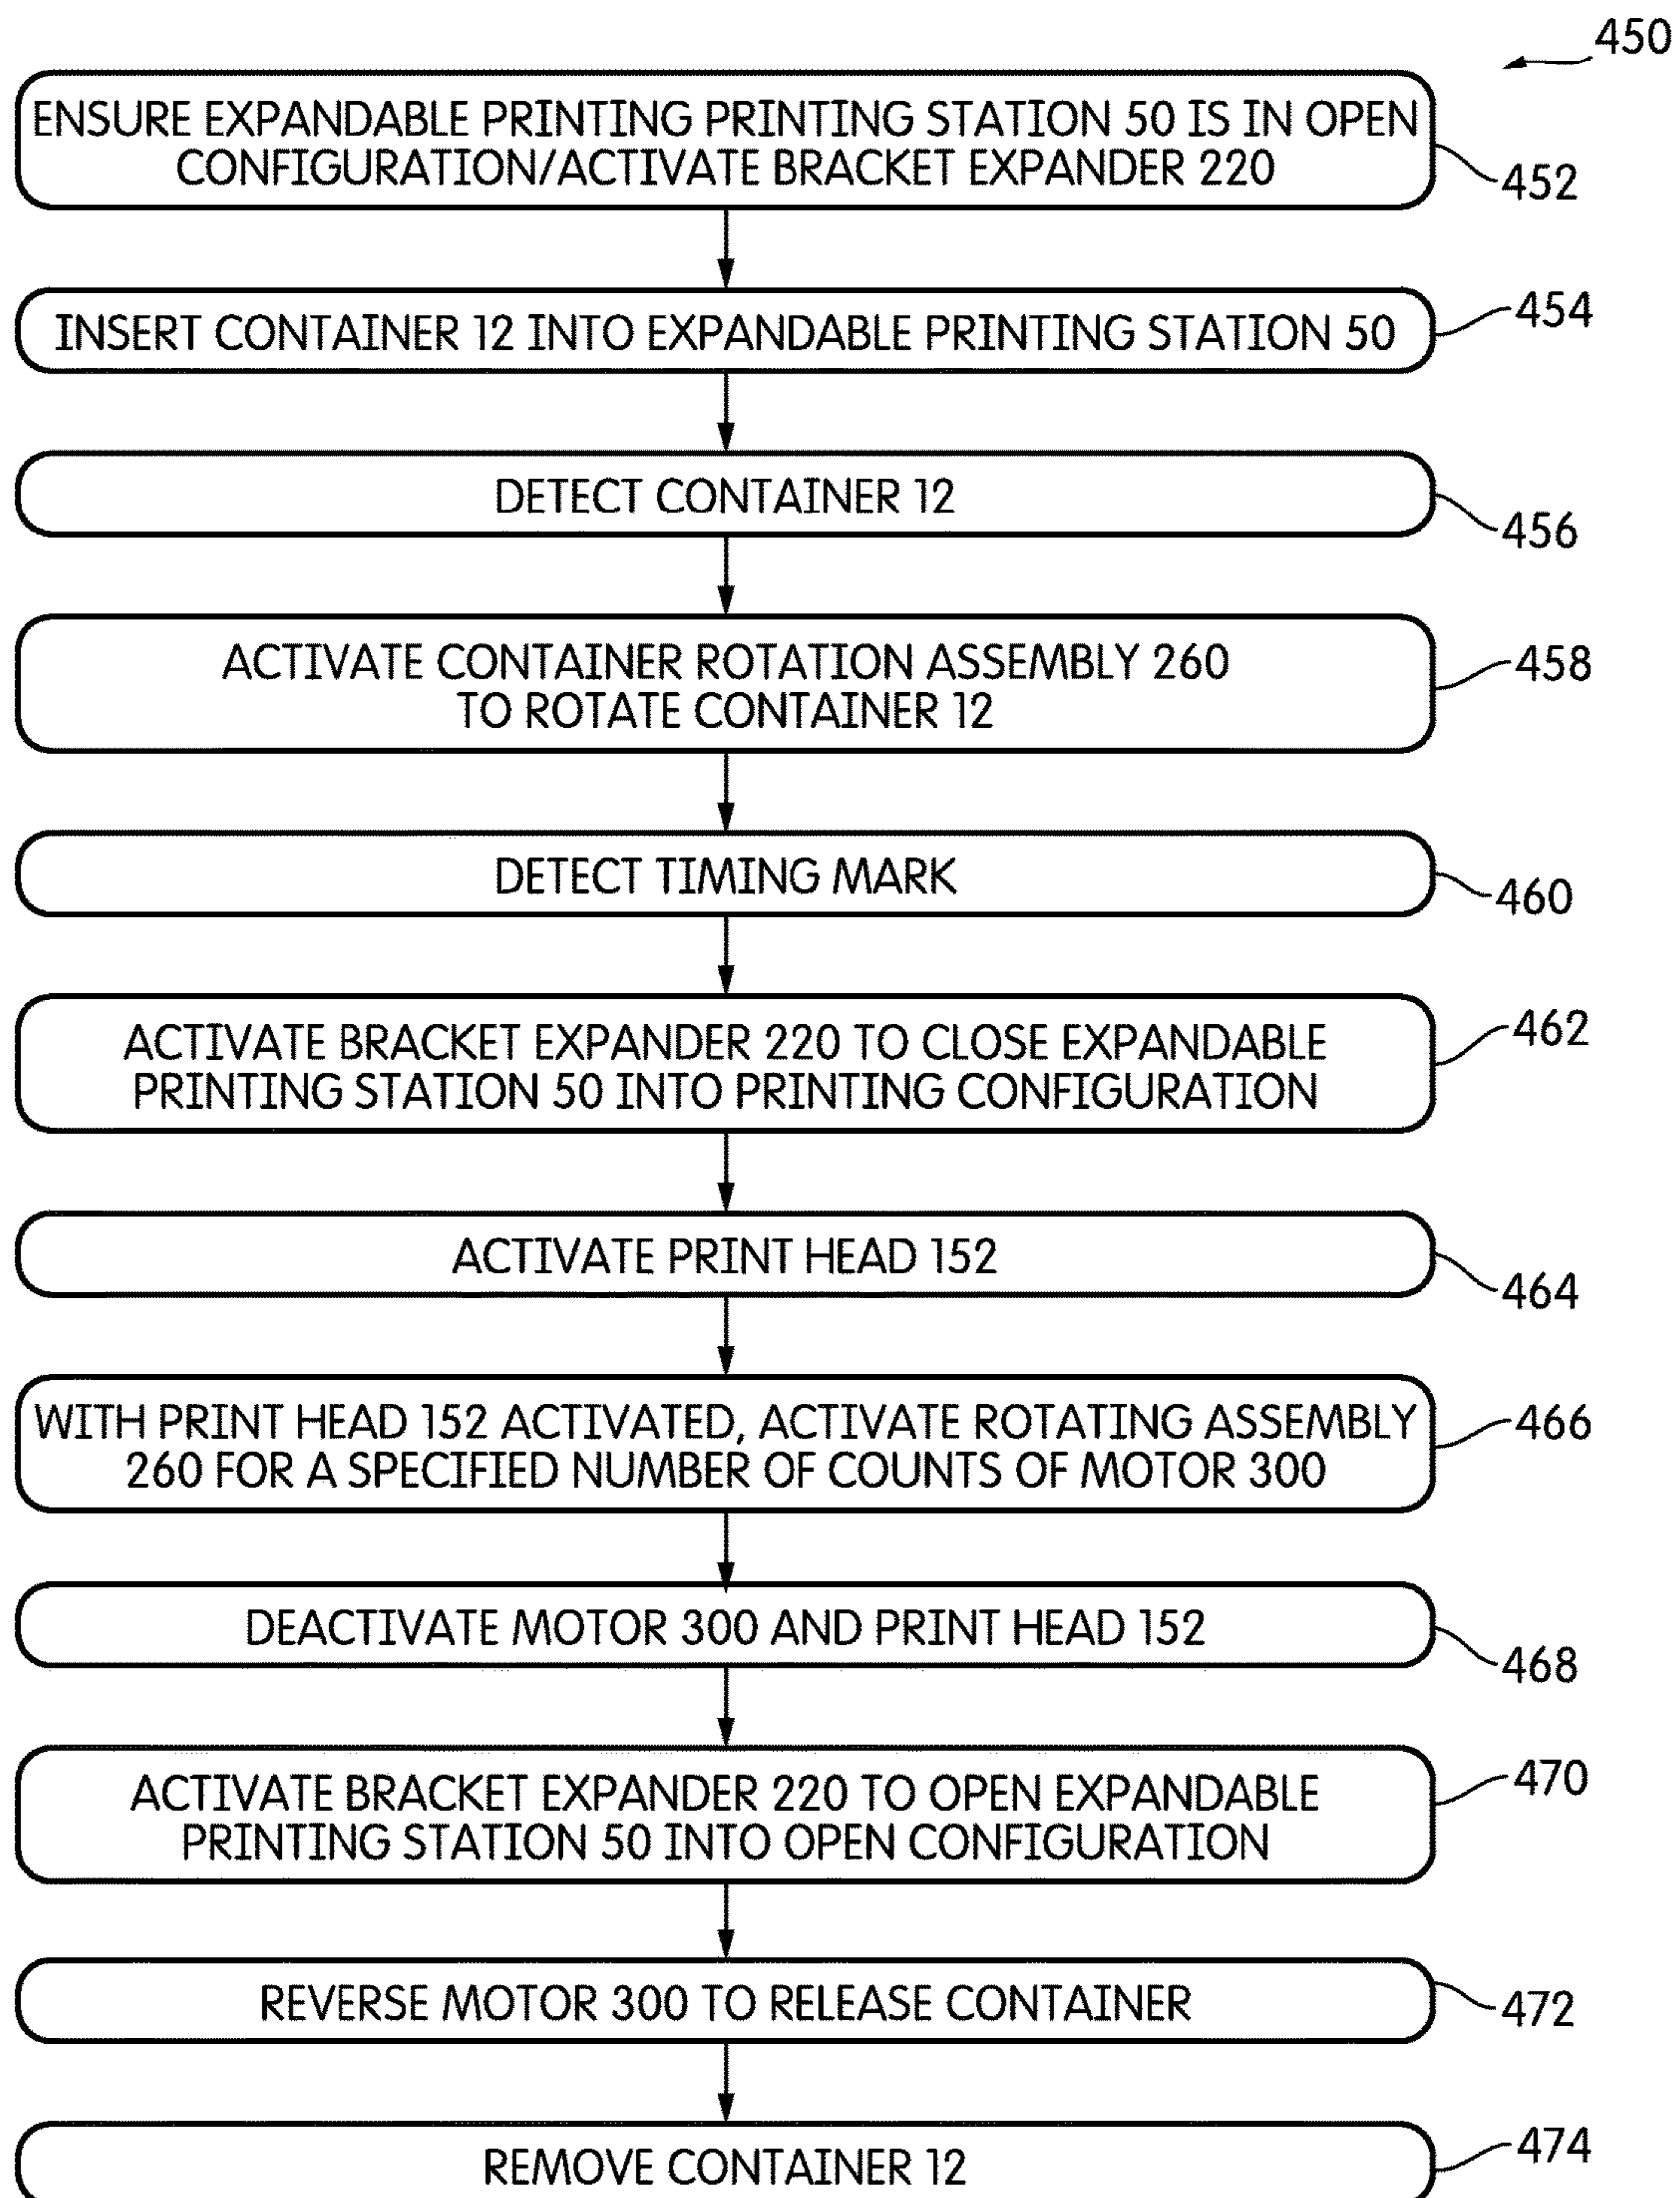 450
ENSURE EXPANDABLE PRINTING PRINTING STATION 50 IS IN OPEN
CONFIGURATION/ACTIVATE BRACKET EXPANDER 220
452
INSERT CONTAINER 12 INTO EXPANDABLE PRINTING STATION 50
454
DETECT CONTAINER 12
456
ACTIVATE CONTAINER ROTATION ASSEMBLY 260
TO ROTATE CONTAINER 12
458
DETECT TIMING MARK
460
ACTIVATE BRACKET EXPANDER 220 TO CLOSE EXPANDABLE
PRINTING STATION 50 INTO PRINTING CONFIGURATION
462
ACTIVATE PRINT HEAD 152
464
WITH PRINT HEAD 152 ACTIVATED, ACTIVATE ROTATING ASSEMBLY
260 FOR A SPECIFIED NUMBER OF COUNTS OF MOTOR 300
466
DEACTIVATE MOTOR 300 AND PRINT HEAD 152
468
ACTIVATE BRACKET EXPANDER 220 TO OPEN EXPANDABLE
PRINTING STATION 50 INTO OPEN CONFIGURATION
470
REVERSE MOTOR 300 TO RELEASE CONTAINER
472
REMOVE CONTAINER 12
474